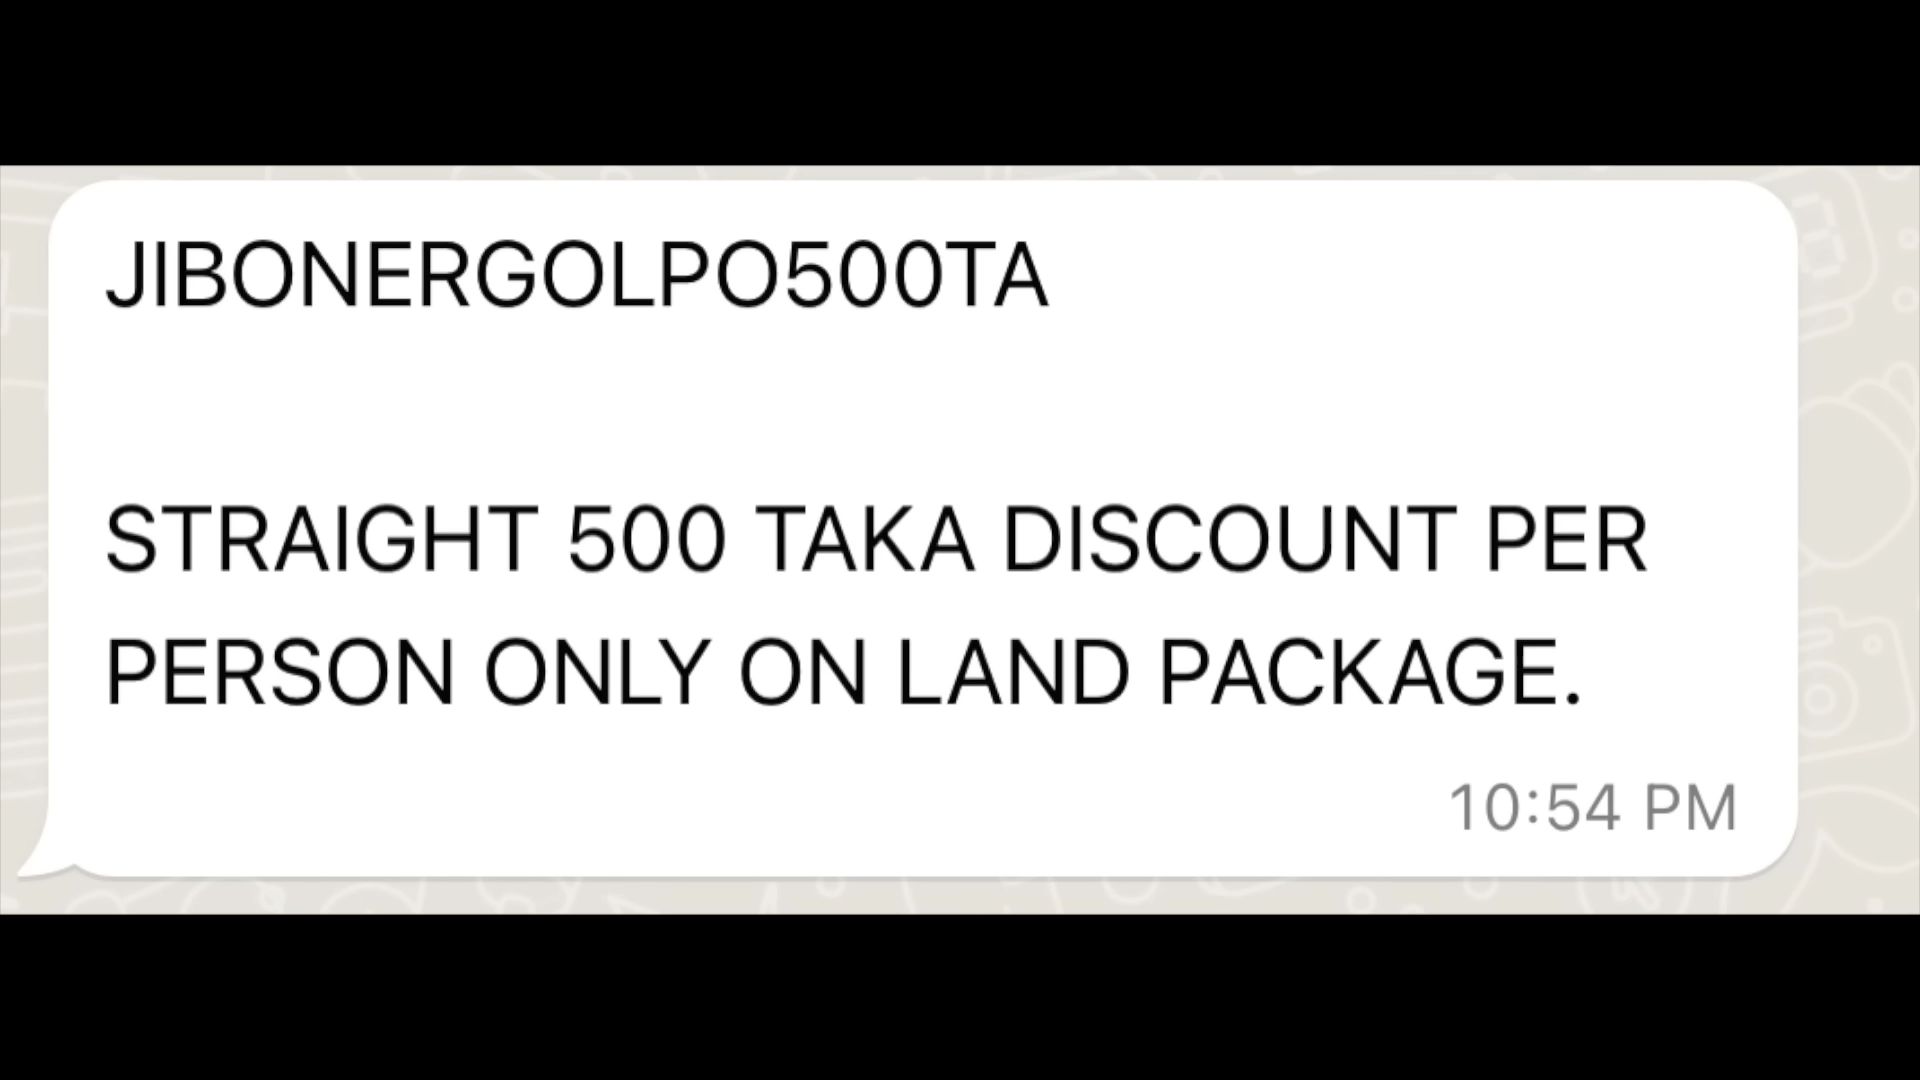 JIBONERGOLPO500TA
STRAIGHT 500 TAKA DISCOUNT PER
PERSON ONLY ON LAND PACKAGE.
10:54 PM